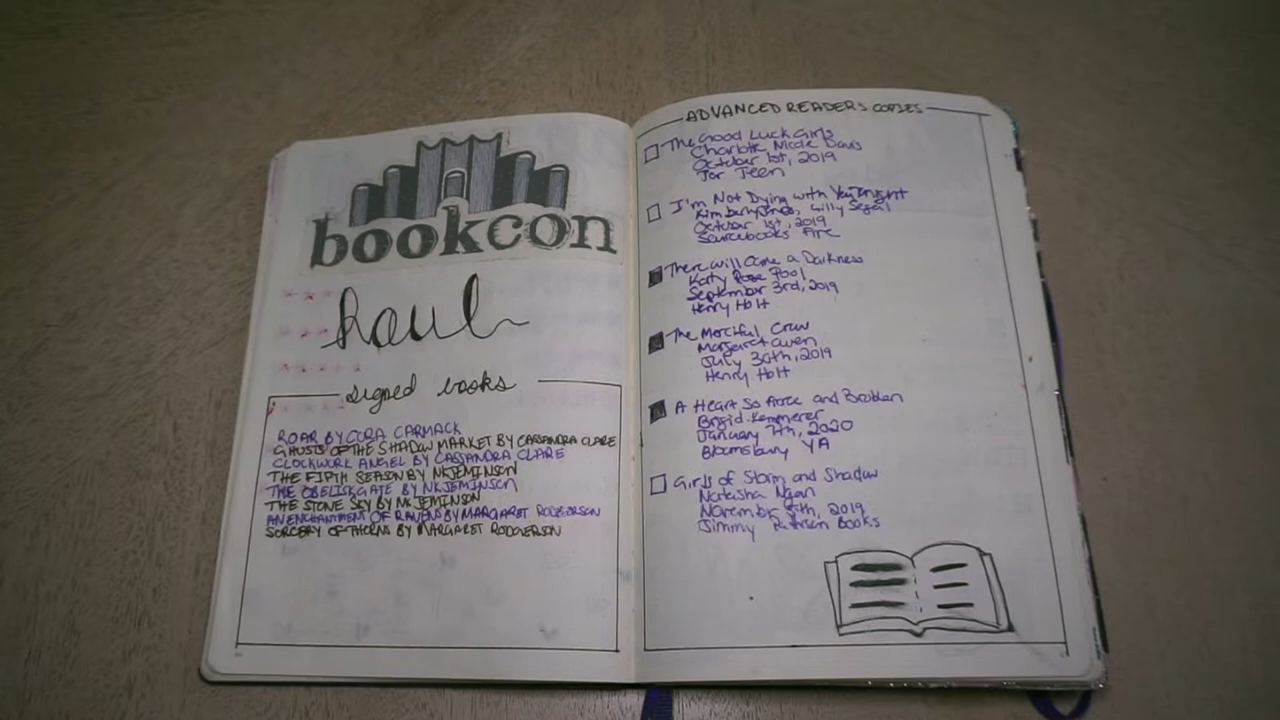 bookcon
haul
signed books
ROAR BY CORA CARMACK
GHOSTS OF THE SHADOW MARKET BY CASSANDRA CLARE
CLOCKWORK ANGEL BY CASSANDRA CLARE
THE FIFTH SEASON BY NK JEMINSON
THE OBELISK GATE BY NK JEMINSON
THE STONE SKY BY NK JEMINSON
AN ENCHANTMENT OF RAVENS BY MARGARET RODGERSON
SORCERY OF THORNS BY MARGARET RODGERSON
ADVANCED READERS COPIES
The Good Luck Girls
Charlotte Nicole Davis
October 1st, 2019
Tor Teen
I'm Not Dying with You Tonight
Kimberly Jones, Gilly Segal
October 1st, 2019
Sourcebooks Fire
There Will Come a Darkness
Katy Rose Pool
September 3rd, 2019
Henry Holt
The Merciful Crow
Margaret Owen
July 30th, 2019
Henry Holt
A Heart So Fierce and Broken
Brigid Kemmerer
January 7th, 2020
Bloomsbury YA
Girls of Storm and Shadow
Natasha Ngan
November 5th, 2019
Jimmy Patterson Books